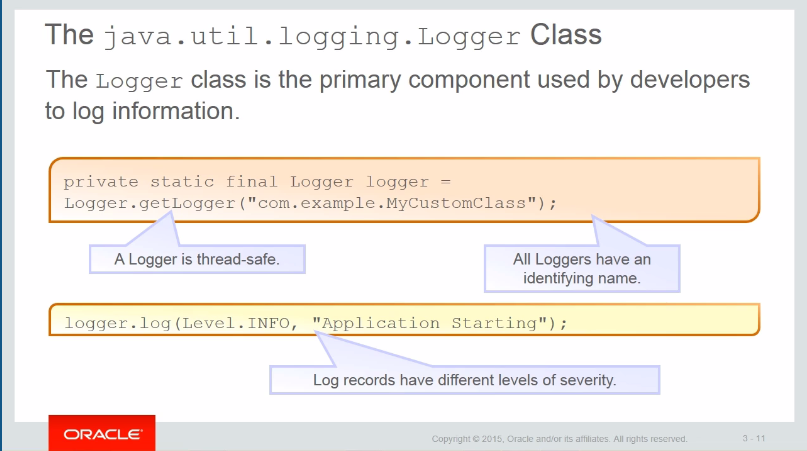 The java.util.logging.Logger Class
The Logger class is the primary component used by developers
to log information.
private static final Logger logger =
Logger.getLogger("com.example.MyCustomClass");
A Logger is thread-safe.
All Loggers have an
identifying name.
logger.log(Level.INFO, "Application Starting");
Log records have different levels of severity.
ORACLE
Copyright © 2015, Oracle and/or its affiliates. All rights reserved.
3 - 11